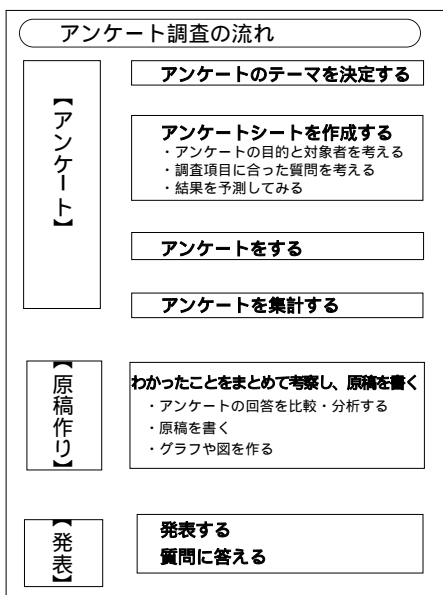 アンケート調査の流れ
【アンケート】
アンケートのテーマを決定する
アンケートシートを作成する
・アンケートの目的と対象者を考える
・調査項目に合った質問を考える
・結果を予測してみる
アンケートをする
アンケートを集計する
【原稿作り】
わかったことをまとめて考察し、原稿を書く
・アンケートの回答を比較・分析する
・原稿を書く
・グラフや図を作る
【発表】
発表する
質問に答える